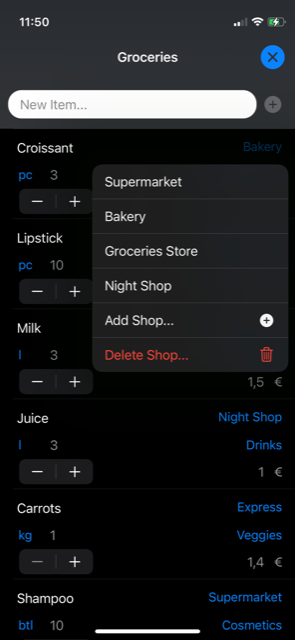 11:50
Groceries
New Item...
Croissant Bakery
pc 3
Supermarket
Bakery
Lipstick
pc 10
Groceries Store
Night Shop
Milk
Add Shop...
l 3
Delete Shop...
1,5 €
Juice Night Shop
l 3 Drinks
1 €
Carrots Express
kg 1 Veggies
1,4 €
Shampoo Supermarket
btl 10 Cosmetics